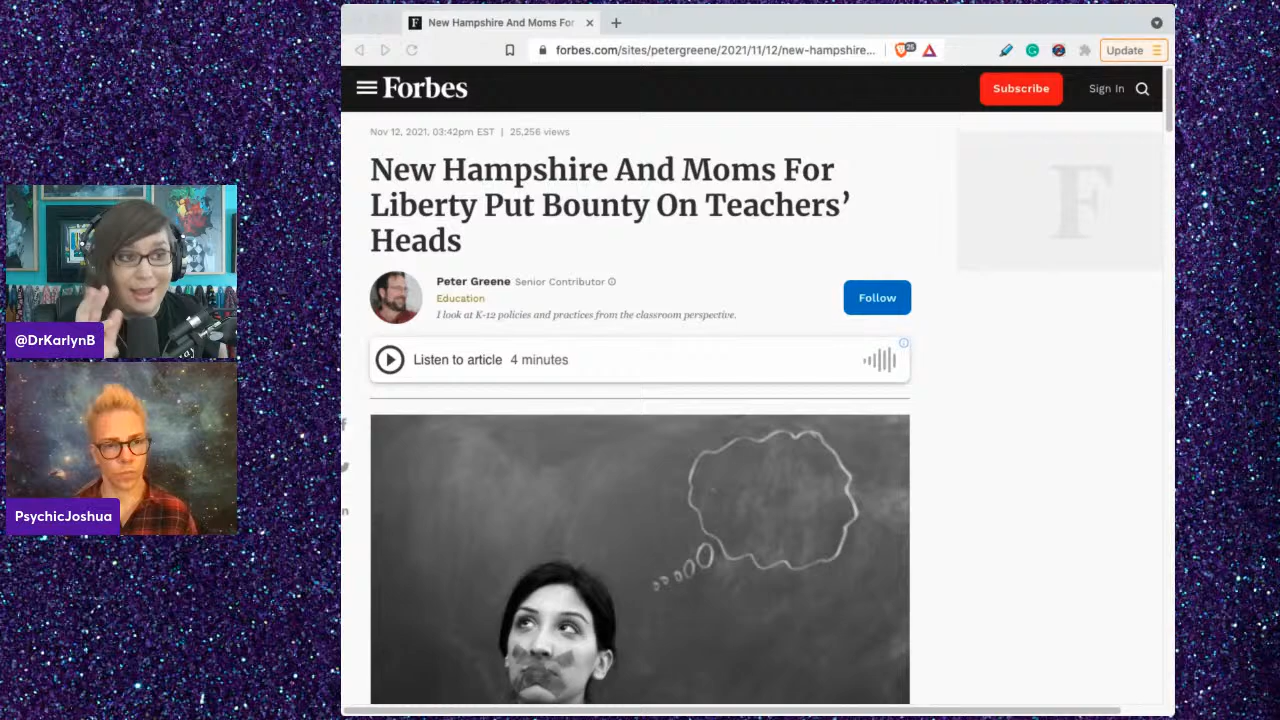 New Hampshire And Moms For
forbes.com/sites/petergreene/2021/11/12/new-hampshire...
25
Update
Forbes
Subscribe
Sign In
Nov 12, 2021, 03:42pm EST | 25,256 views
New Hampshire And Moms For
Liberty Put Bounty On Teachers’
Heads
Peter Greene Senior Contributor
Education
I look at K-12 policies and practices from the classroom perspective.
Follow
Listen to article 4 minutes
F
@DrKarlynB
PsychicJoshua